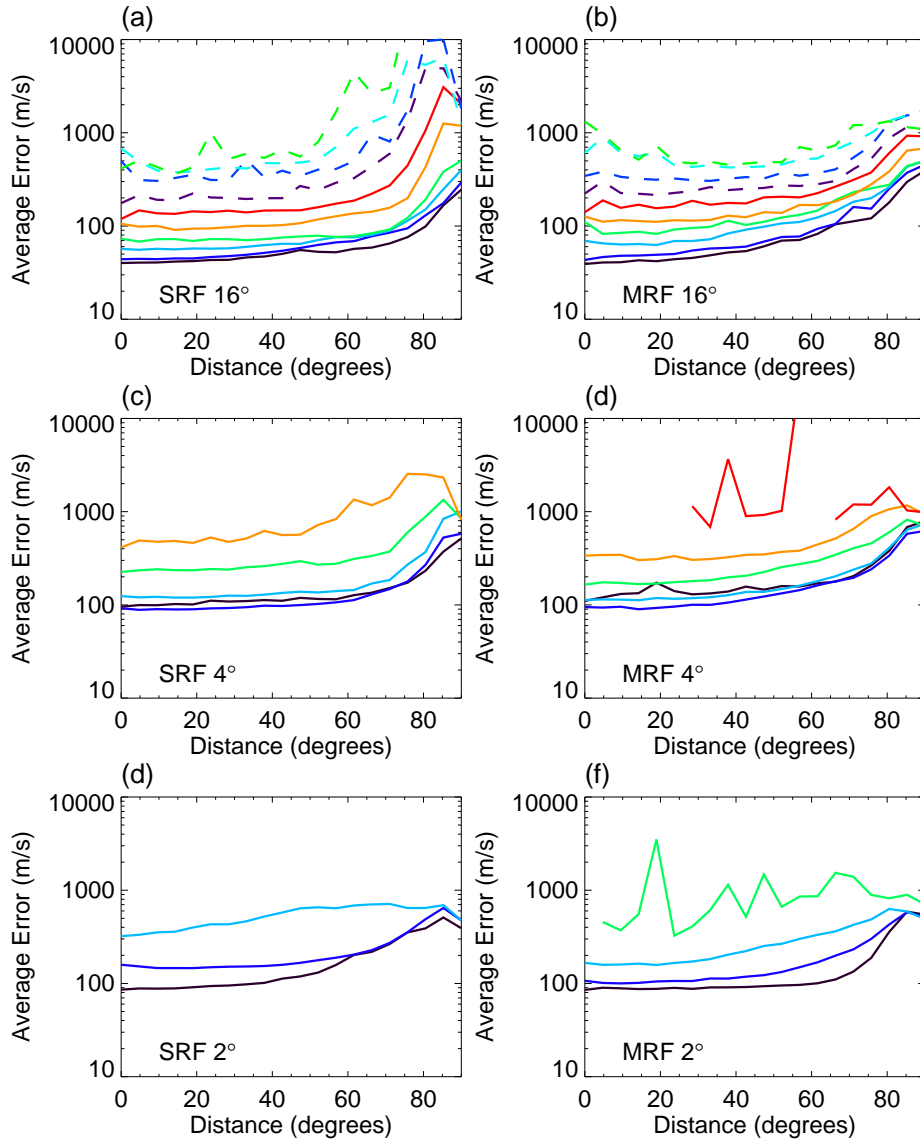 (a)
10000
1000
100
10
Average Error (m/s)
SRF 16°
0 20 40 60 80
Distance (degrees)
(b)
10000
1000
100
10
Average Error (m/s)
MRF 16°
0 20 40 60 80
Distance (degrees)
(c)
10000
1000
100
10
Average Error (m/s)
SRF 4°
0 20 40 60 80
Distance (degrees)
(d)
10000
1000
100
10
Average Error (m/s)
MRF 4°
0 20 40 60 80
Distance (degrees)
(d)
10000
1000
100
10
Average Error (m/s)
SRF 2°
0 20 40 60 80
Distance (degrees)
(f)
10000
1000
100
10
Average Error (m/s)
MRF 2°
0 20 40 60 80
Distance (degrees)